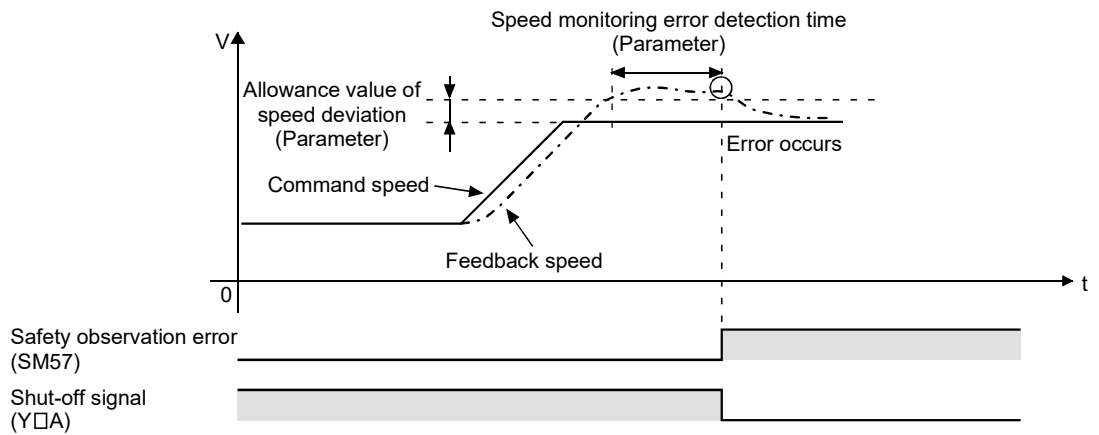 Speed monitoring error detection time
(Parameter)
V
Allowance value of
speed deviation
(Parameter)
Error occurs
Command speed
Feedback speed
0
t
Safety observation error
(SM57)
Shut-off signal
(Y□A)